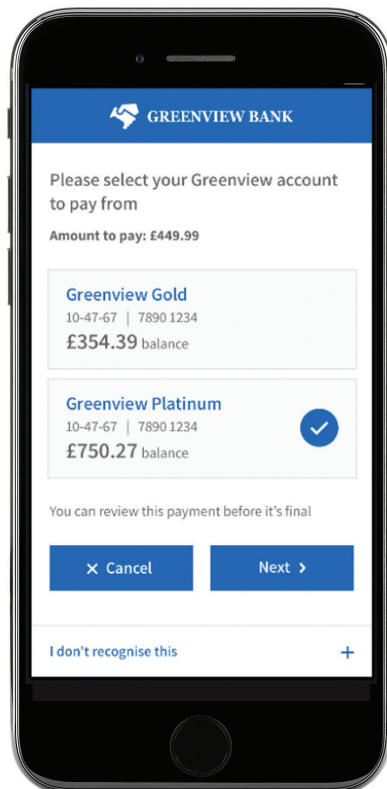 GREENVIEW BANK
Please select your Greenview account
to pay from
Amount to pay: £449.99
Greenview Gold
10-47-67 | 7890 1234
£354.39 balance
Greenview Platinum
10-47-67 | 7890 1234
£750.27 balance
You can review this payment before it's final
× Cancel
Next >
I don't recognise this +